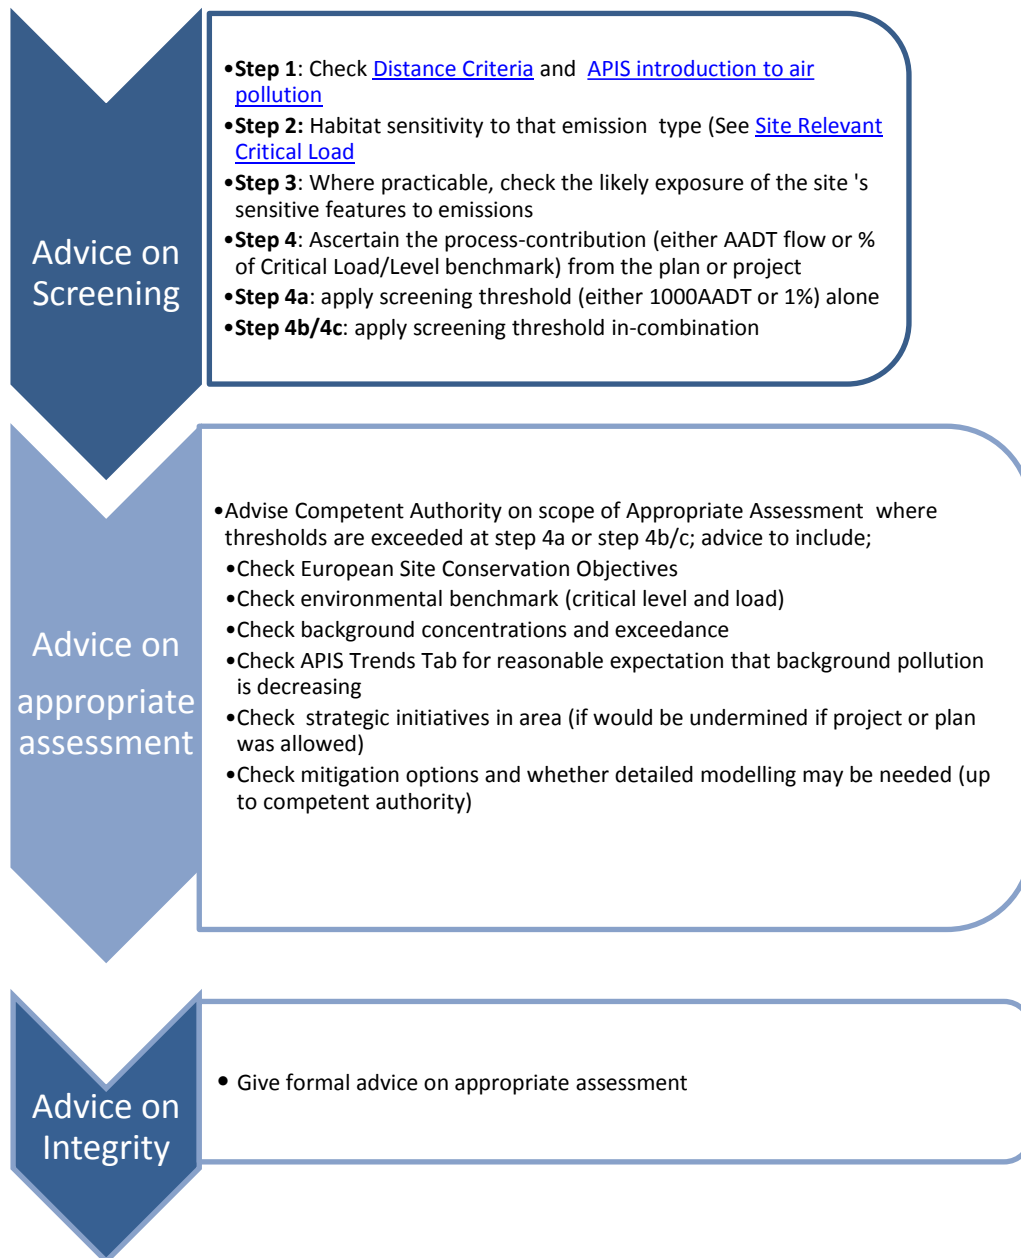 Advice on
Screening
•Step 1: Check Distance Criteria and APIS introduction to air
pollution
•Step 2: Habitat sensitivity to that emission type (See Site Relevant
Critical Load
•Step 3: Where practicable, check the likely exposure of the site 's
sensitive features to emissions
•Step 4: Ascertain the process-contribution (either AADT flow or %
of Critical Load/Level benchmark) from the plan or project
•Step 4a: apply screening threshold (either 1000AADT or 1%) alone
•Step 4b/4c: apply screening threshold in-combination
Advice on
appropriate
assessment
•Advise Competent Authority on scope of Appropriate Assessment where
thresholds are exceeded at step 4a or step 4b/c; advice to include;
•Check European Site Conservation Objectives
•Check environmental benchmark (critical level and load)
•Check background concentrations and exceedance
•Check APIS Trends Tab for reasonable expectation that background pollution
is decreasing
•Check strategic initiatives in area (if would be undermined if project or plan
was allowed)
•Check mitigation options and whether detailed modelling may be needed (up
to competent authority)
Advice on
Integrity
• Give formal advice on appropriate assessment